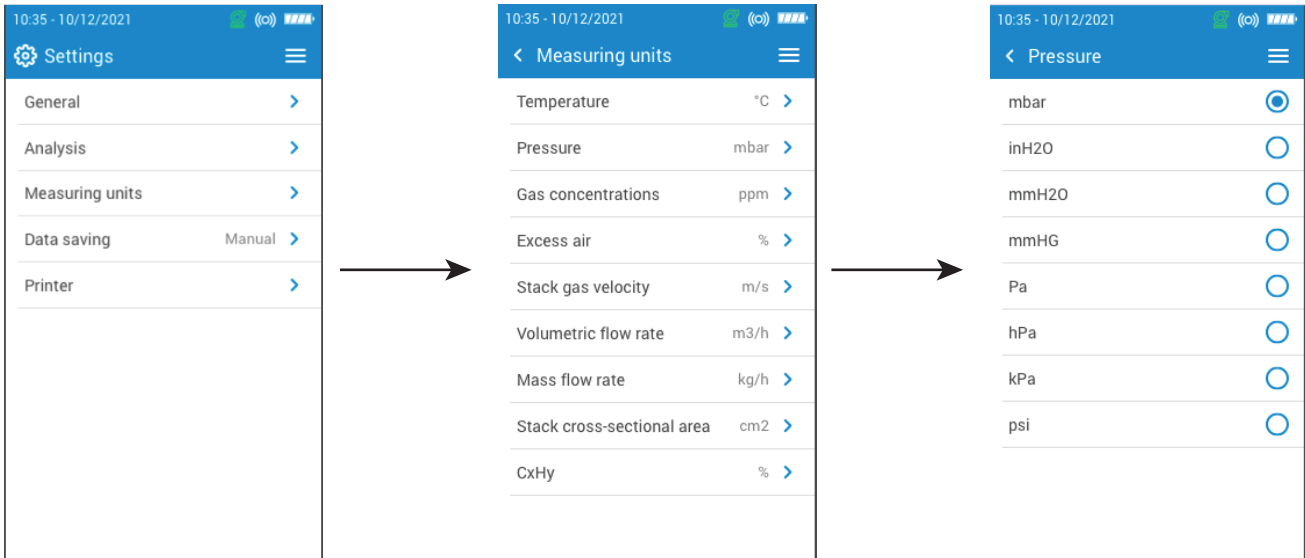 10:35 - 10/12/2021
Settings
General
Analysis
Measuring units
Data saving Manual
Printer
10:35 - 10/12/2021
Measuring units
Temperature °C
Pressure mbar
Gas concentrations ppm
Excess air %
Stack gas velocity m/s
Volumetric flow rate m3/h
Mass flow rate kg/h
Stack cross-sectional area cm2
CxHy %
10:35 - 10/12/2021
Pressure
mbar
inH2O
mmH2O
mmHG
Pa
hPa
kPa
psi